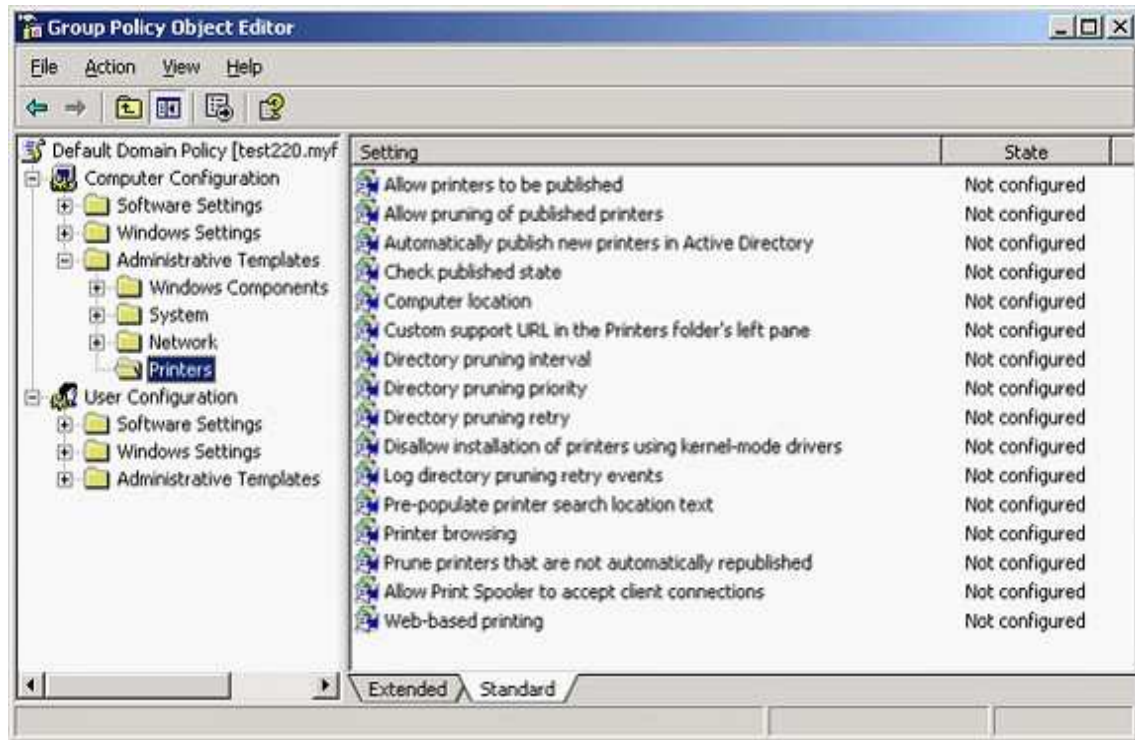 Group Policy Object Editor
File Action View Help
Default Domain Policy [test220.myf
Computer Configuration
Software Settings
Windows Settings
Administrative Templates
Windows Components
System
Network
Printers
User Configuration
Software Settings
Windows Settings
Administrative Templates
Setting State
Allow printers to be published Not configured
Allow pruning of published printers Not configured
Automatically publish new printers in Active Directory Not configured
Check published state Not configured
Computer location Not configured
Custom support URL in the Printers folder's left pane Not configured
Directory pruning interval Not configured
Directory pruning priority Not configured
Directory pruning retry Not configured
Disallow installation of printers using kernel-mode drivers Not configured
Log directory pruning retry events Not configured
Pre-populate printer search location text Not configured
Printer browsing Not configured
Prune printers that are not automatically republished Not configured
Allow Print Spooler to accept client connections Not configured
Web-based printing Not configured
Extended Standard